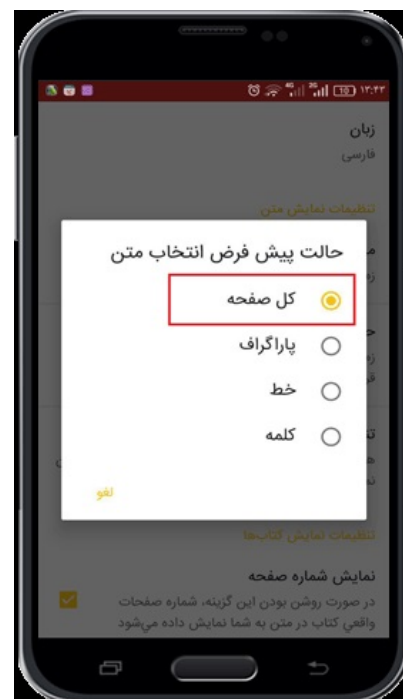 ۱۲:۴۳
زبان
فارسی
تنظیمات نمایش متن
حالت پیش فرض انتخاب متن
کل صفحه
پاراگراف
خط
کلمه
لغو
تنظیمات نمایش کتاب‌ها
نمایش شماره صفحه
در صورت روشن بودن این گزینه، شماره صفحات
واقعی کتاب در متن به شما نمایش داده می‌شود